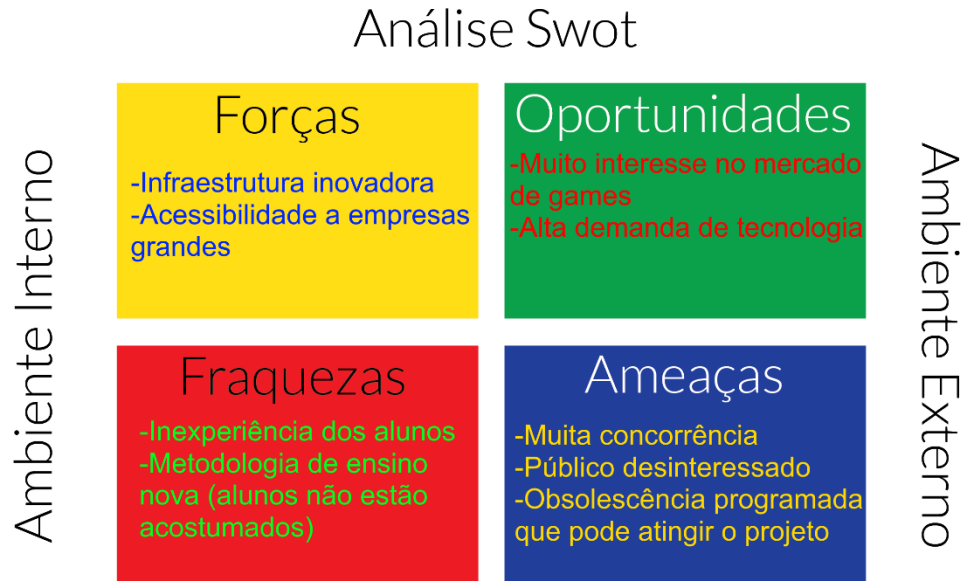 Análise Swot
Ambiente Interno
Forças
-Infraestrutura inovadora
-Acessibilidade a empresas
grandes
Oportunidades
-Muito interesse no mercado
de games
-Alta demanda de tecnologia
Fraquezas
-Inexperiência dos alunos
-Metodologia de ensino
nova (alunos não estão
acostumados)
Ameaças
-Muita concorrência
-Público desinteressado
-Obsolescência programada
que pode atingir o projeto
Ambiente Externo